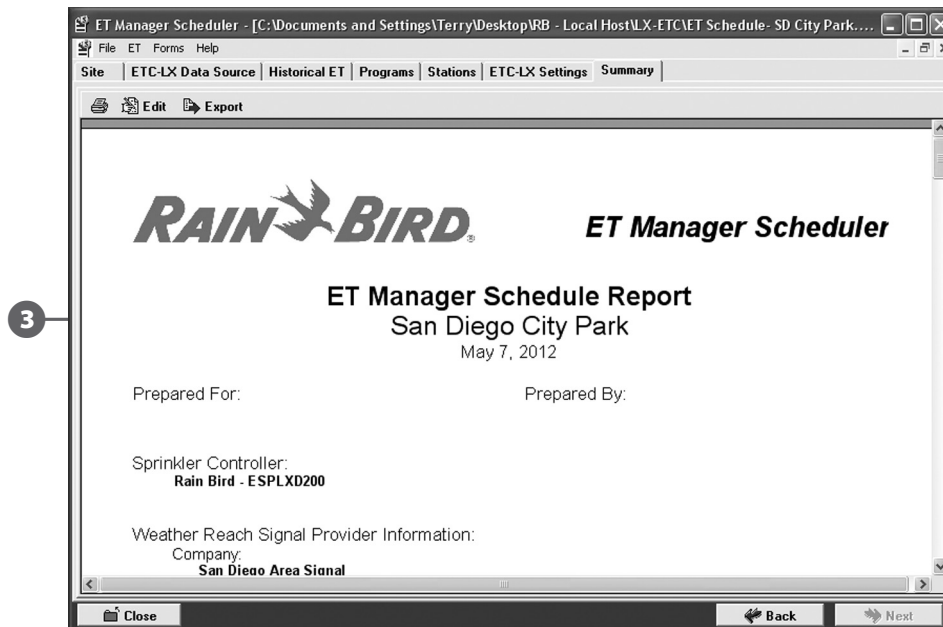 ET Manager Scheduler - [C:\Documents and Settings\Terry\Desktop\RB - Local Host\LX-ETC\ET Schedule- SD City Park....
File ET Forms Help
Site ETC-LX Data Source Historical ET Programs Stations ETC-LX Settings Summary
Edit Export
RAIN BIRD®
ET Manager Scheduler
ET Manager Schedule Report
San Diego City Park
May 7, 2012
3
Prepared For: Prepared By:
Sprinkler Controller:
Rain Bird - ESPLXD200
Weather Reach Signal Provider Information:
Company:
San Diego Area Signal
Close Back Next